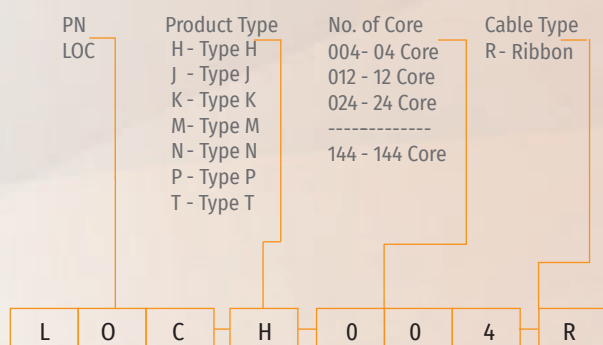 PN
LOC
Product Type
H - Type H
J - Type J
K - Type K
M- Type M
N - Type N
P - Type P
T - Type T
No. of Core
004- 04 Core
012 - 12 Core
024 - 24 Core
-------------
144 - 144 Core
Cable Type
R - Ribbon
L O C H 0 0 4 R